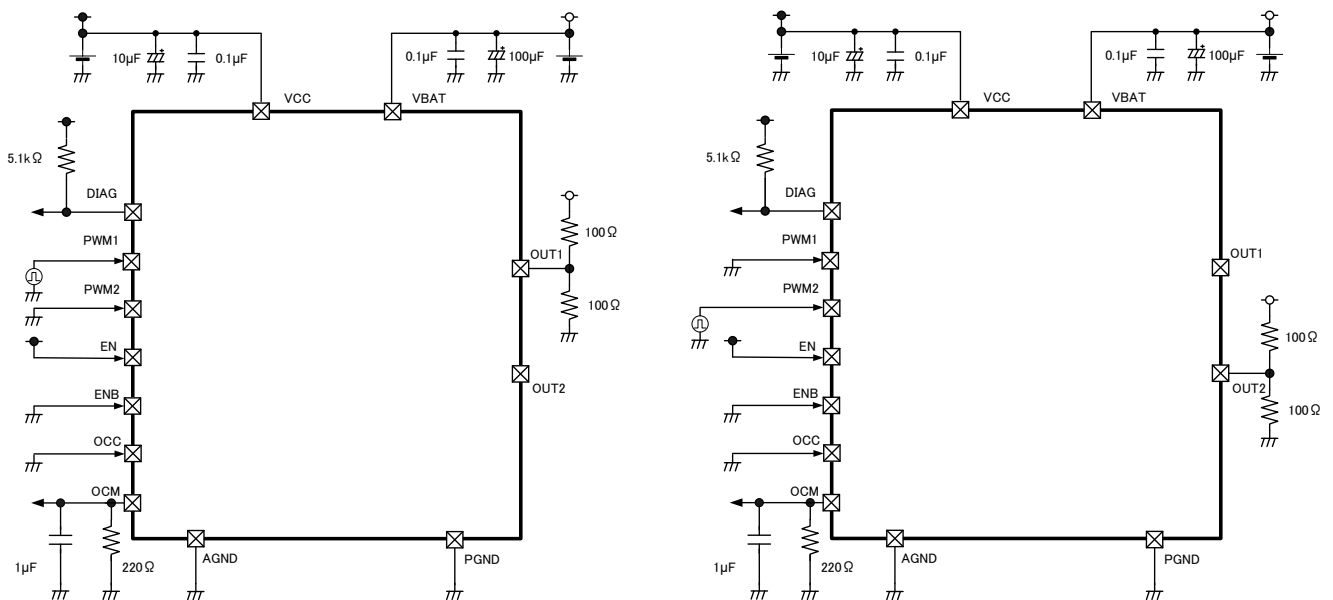 10μF
0.1μF
0.1μF
100μF
VCC
VBAT
5.1kΩ
DIAG
PWM1
PWM2
EN
ENB
OCC
OCM
1μF
220Ω
AGND
PGND
OUT1
OUT2
100Ω
100Ω
10μF
0.1μF
0.1μF
100μF
VCC
VBAT
5.1kΩ
DIAG
PWM1
PWM2
EN
ENB
OCC
OCM
1μF
220Ω
AGND
PGND
OUT1
OUT2
100Ω
100Ω